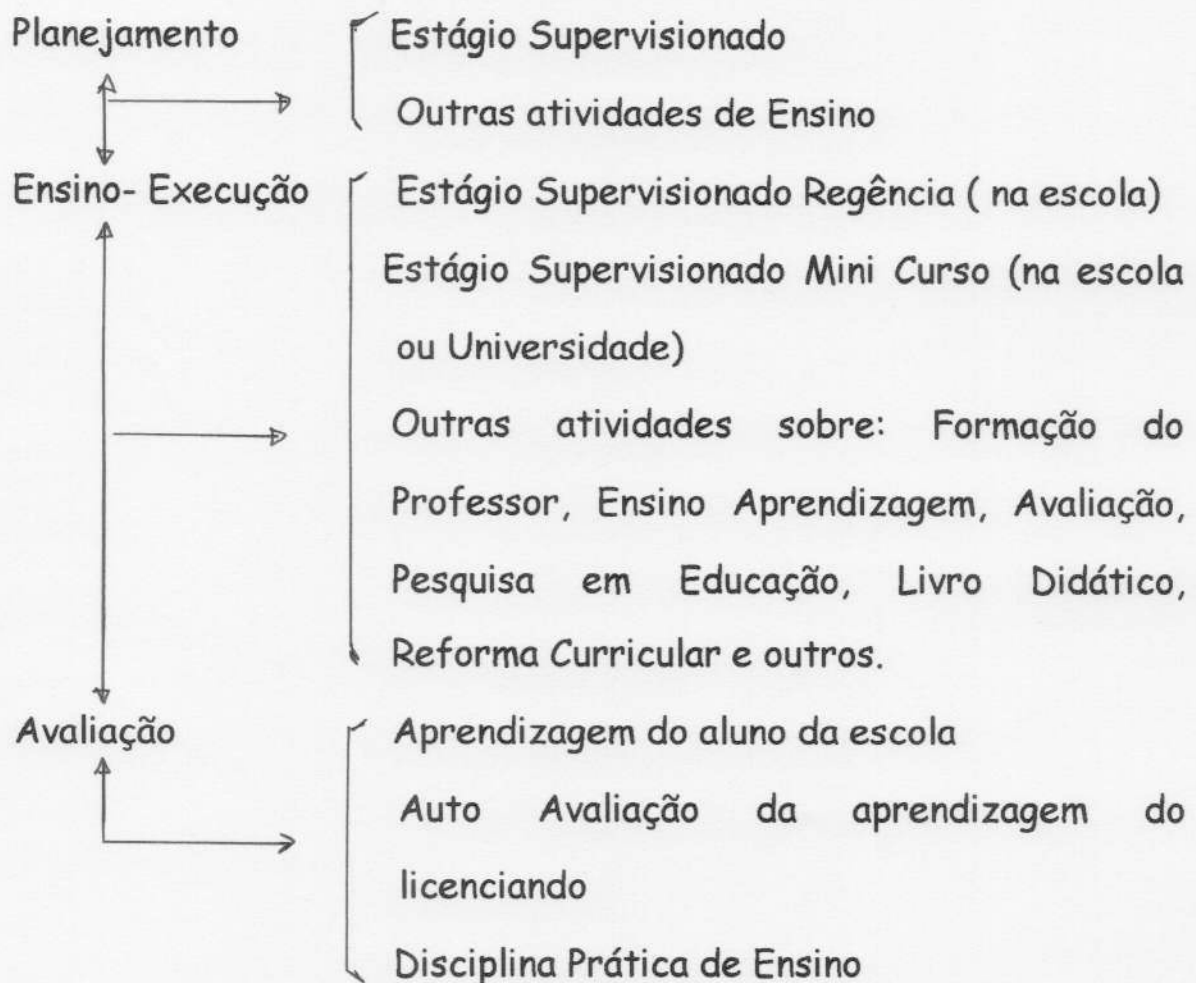 Planejamento
Estágio Supervisionado
Outras atividades de Ensino
Ensino- Execução
Estágio Supervisionado Regência ( na escola)
Estágio Supervisionado Mini Curso (na escola
ou Universidade)
Outras atividades sobre: Formação do
Professor, Ensino Aprendizagem, Avaliação,
Pesquisa em Educação, Livro Didático,
Reforma Curricular e outros.
Avaliação
Aprendizagem do aluno da escola
Auto Avaliação da aprendizagem do
licenciando
Disciplina Prática de Ensino